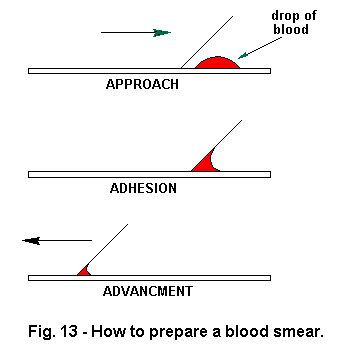 drop of
blood
APPROACH
ADHESION
ADVANCMENT
Fig. 13 - How to prepare a blood smear.